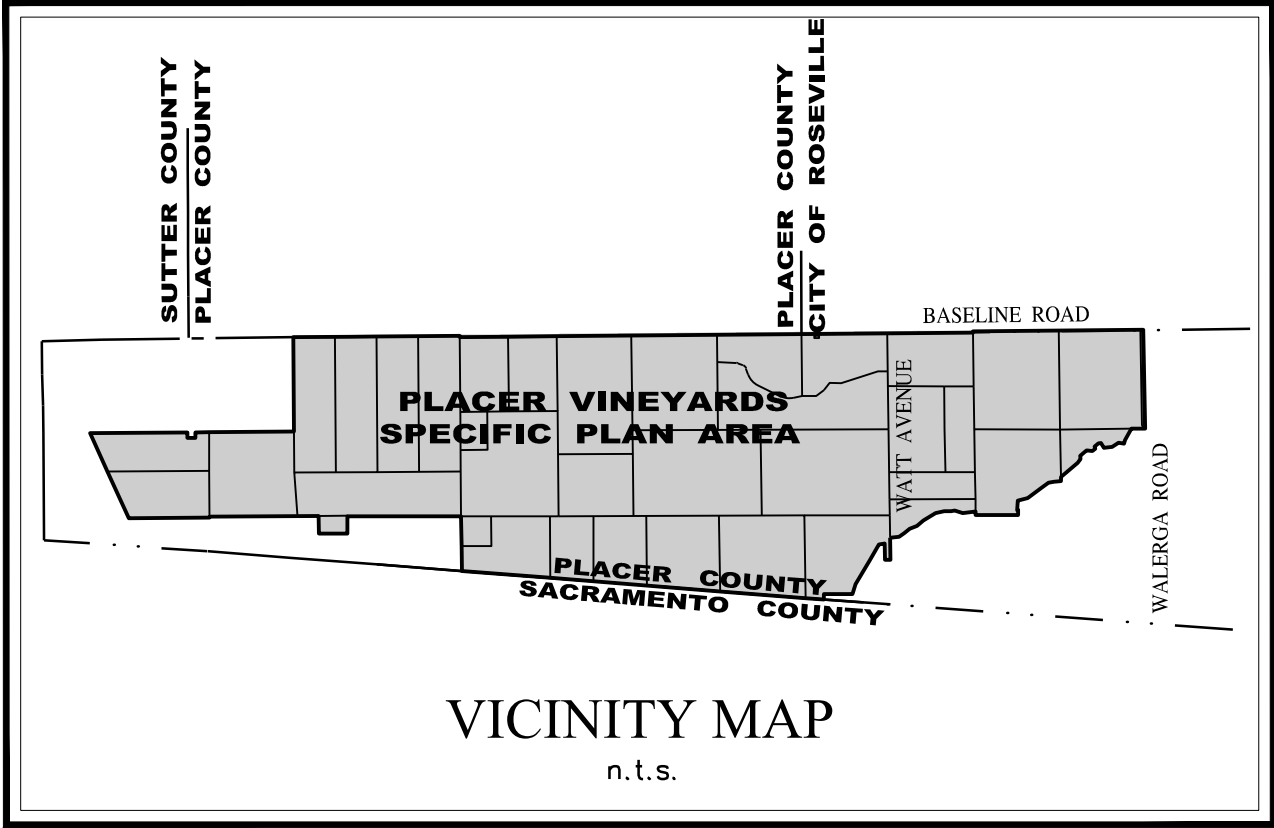 SUTTER COUNTY
PLACER COUNTY
PLACER COUNTY
CITY OF ROSEVILLE
BASELINE ROAD
PLACER VINEYARDS
SPECIFIC PLAN AREA
WATT AVENUE
WALERGA ROAD
PLACER COUNTY
SACRAMENTO COUNTY
VICINITY MAP
n.t.s.